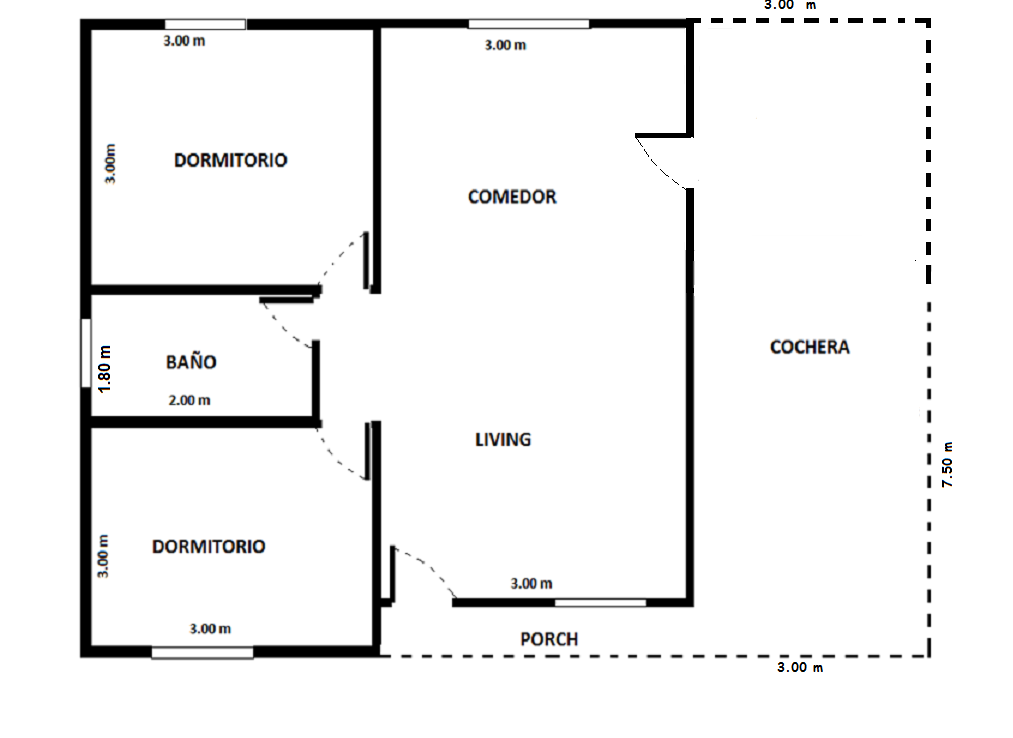 3.00 m
3.00 m
3.00 m
3.00m
DORMITORIO
COMEDOR
COCHERA
1.80 m
BAÑO
2.00 m
LIVING
7.50 m
3.00 m
DORMITORIO
3.00 m
3.00 m
PORCH
3.00 m